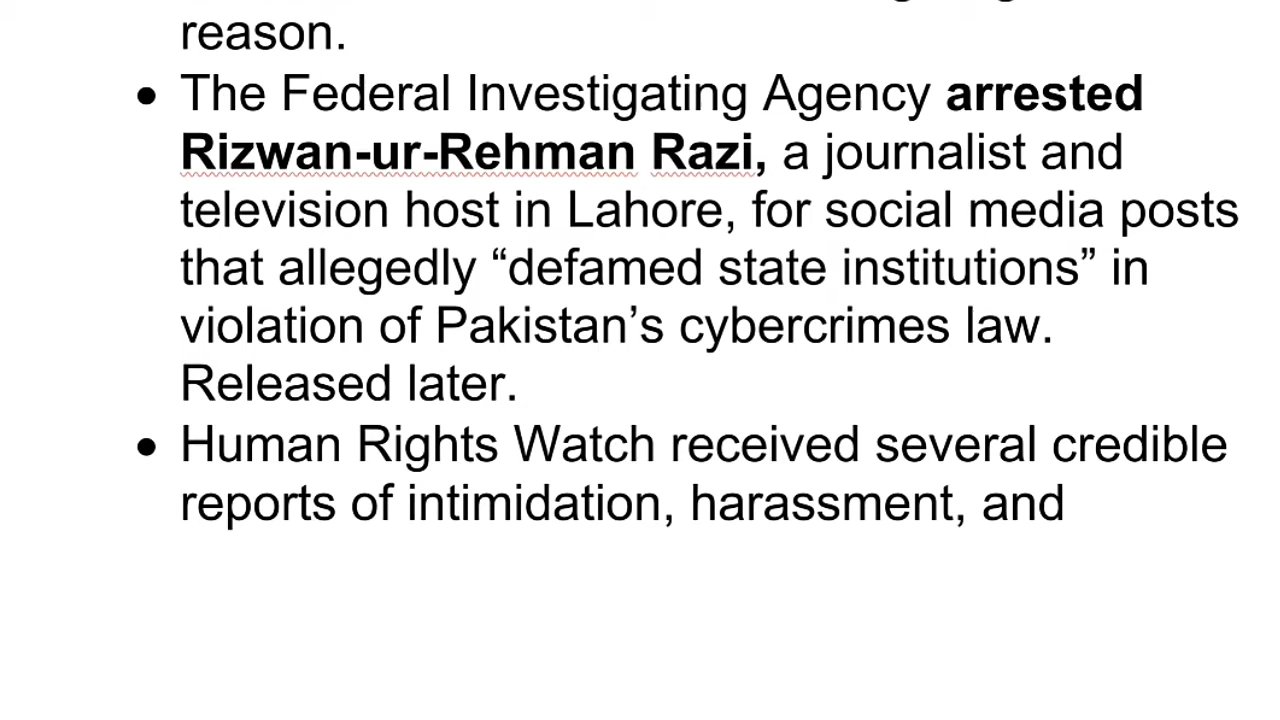 reason.
• The Federal Investigating Agency arrested
Rizwan-ur-Rehman Razi, a journalist and
television host in Lahore, for social media posts
that allegedly “defamed state institutions” in
violation of Pakistan’s cybercrimes law.
Released later.
• Human Rights Watch received several credible
reports of intimidation, harassment, and